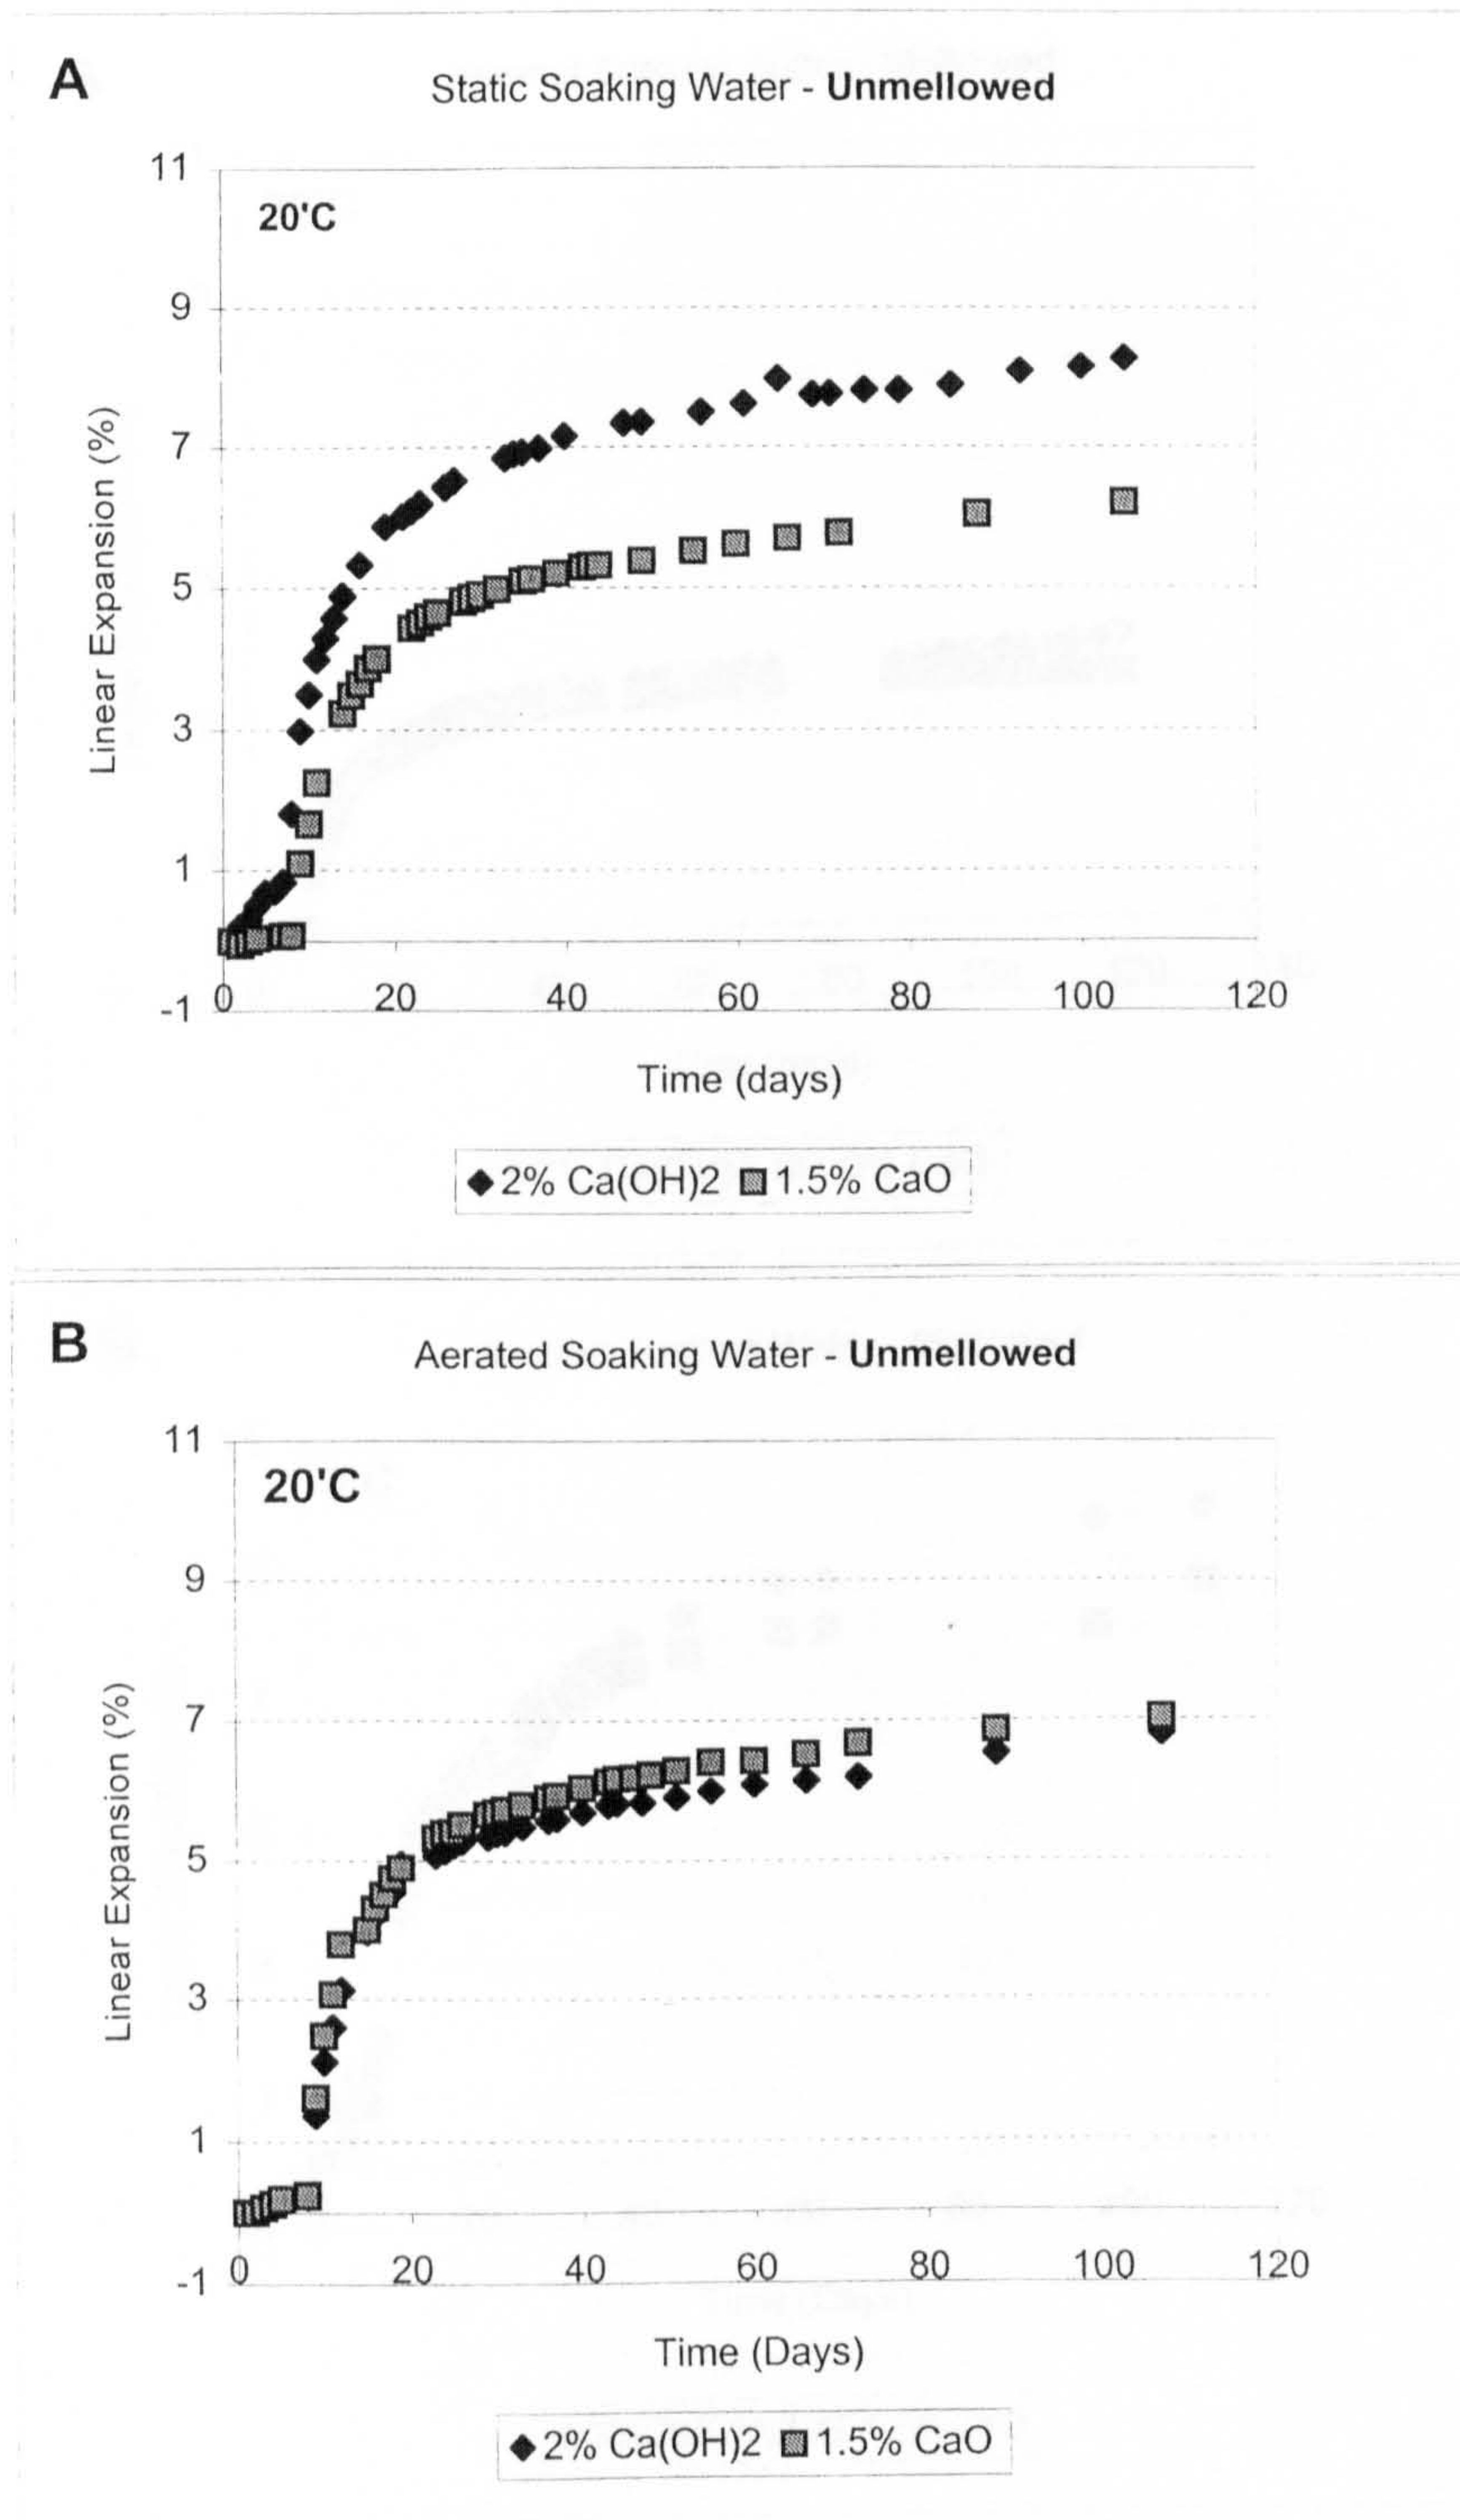 A
Static Soaking Water - Unmellowed
11
20'C
9
7
5
3
1
-1
0 20 40 60 80 100 120
Linear Expansion (%)
Time (days)
2% Ca(OH)2 1.5% CaO
B
Aerated Soaking Water - Unmellowed
11
20'C
9
7
5
3
1
-1
0 20 40 60 80 100 120
Linear Expansion (%)
Time (Days)
2% Ca(OH)2 1.5% CaO